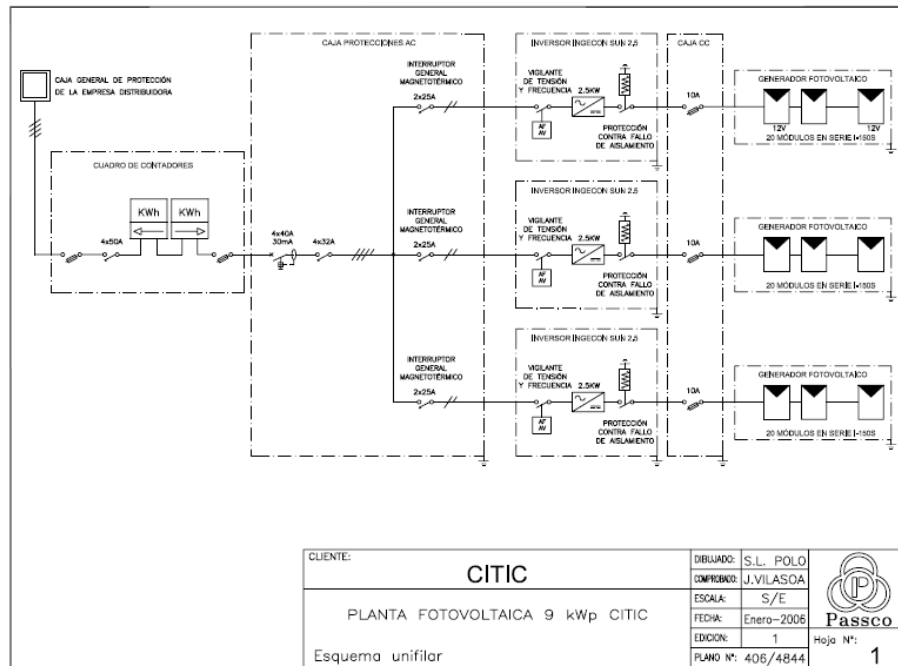 CAJA GENERAL DE PROTECCIÓN
DE LA EMPRESA DISTRIBUIDORA
CUADRO DE CONTADORES
KWh
KWh
4x50A
CAJA PROTECCIONES AC
4x40A
30mA
4x32A
INTERRUPTOR
GENERAL
MAGNETOTÉRMICO
2x25A
INTERRUPTOR
GENERAL
MAGNETOTÉRMICO
2x25A
INTERRUPTOR
GENERAL
MAGNETOTÉRMICO
2x25A
INVERSOR INGECON SUN 2,5
VIGILANTE
DE TENSIÓN
Y FRECUENCIA
2.5KW
AF
AV
PROTECCIÓN
CONTRA FALLO
DE AISLAMIENTO
INVERSOR INGECON SUN 2,5
VIGILANTE
DE TENSIÓN
Y FRECUENCIA
2.5KW
AF
AV
PROTECCIÓN
CONTRA FALLO
DE AISLAMIENTO
INVERSOR INGECON SUN 2,5
VIGILANTE
DE TENSIÓN
Y FRECUENCIA
2.5KW
AF
AV
PROTECCIÓN
CONTRA FALLO
DE AISLAMIENTO
CAJA CC
10A
10A
10A
GENERADOR FOTOVOLTAICO
12V
12V
20 MÓDULOS EN SERIE I-150S
GENERADOR FOTOVOLTAICO
20 MÓDULOS EN SERIE I-150S
GENERADOR FOTOVOLTAICO
20 MÓDULOS EN SERIE I-150S
CLIENTE:
CITIC
PLANTA FOTOVOLTAICA 9 kWp CITIC
Esquema unifilar
DIBUJADO: S.L. POLO
COMPROBADO: J.VILASOA
ESCALA: S/E
FECHA: Enero-2006
EDICION: 1
PLANO Nº: 406/4844
P
Passco
Hoja Nº:
1